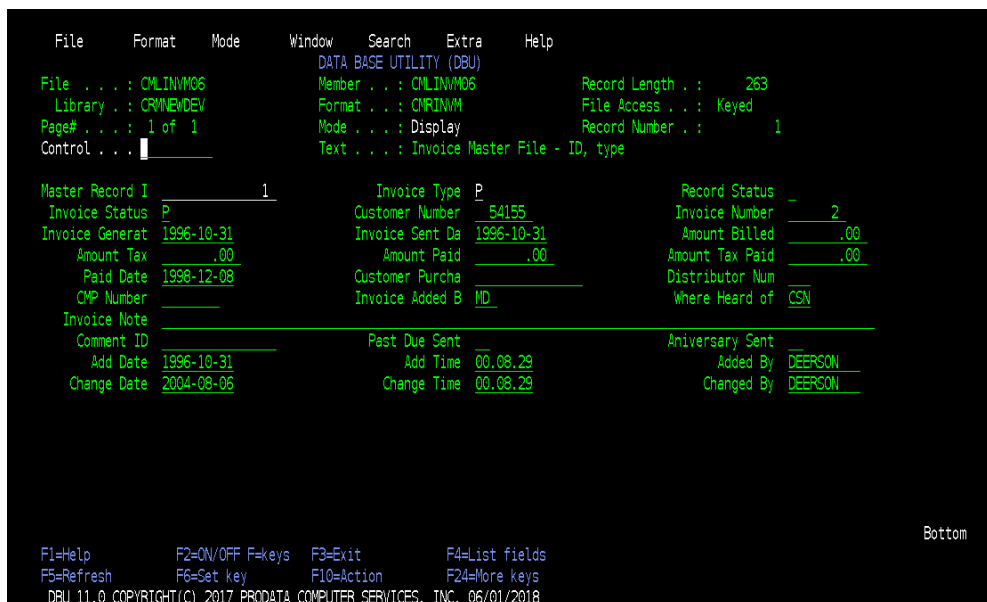 File Format Mode Window Search Extra Help
DATA BASE UTILITY (DBU)
File . . . . : CMLINVM06 Member . . : CMLINVM06 Record Length . : 263
Library . : CRMNEWDEV Format . . : CMRINVM File Access . . : Keyed
Page# . . . : 1 of 1 Mode . . . : Display Record Number . : 1
Control . . . Text . . . : Invoice Master File - ID, type
Master Record I 1 Invoice Type P Record Status
Invoice Status P Customer Number 54155 Invoice Number 2
Invoice Generat 1996-10-31 Invoice Sent Da 1996-10-31 Amount Billed .00
Amount Tax .00 Amount Paid .00 Amount Tax Paid .00
Paid Date 1998-12-08 Customer Purcha Distributor Num
CMP Number Invoice Added B MD Where Heard of CSN
Invoice Note
Comment ID Past Due Sent Aniversary Sent
Add Date 1996-10-31 Add Time 00.08.29 Added By DEERSON
Change Date 2004-08-06 Change Time 00.08.29 Changed By DEERSON
Bottom
F1=Help F2=ON/OFF F=keys F3=Exit F4=List fields
F5=Refresh F6=Set key F10=Action F24=More keys
DBU 11.0 COPYRIGHT(C) 2017 PRODATA COMPUTER SERVICES, INC. 06/01/2018